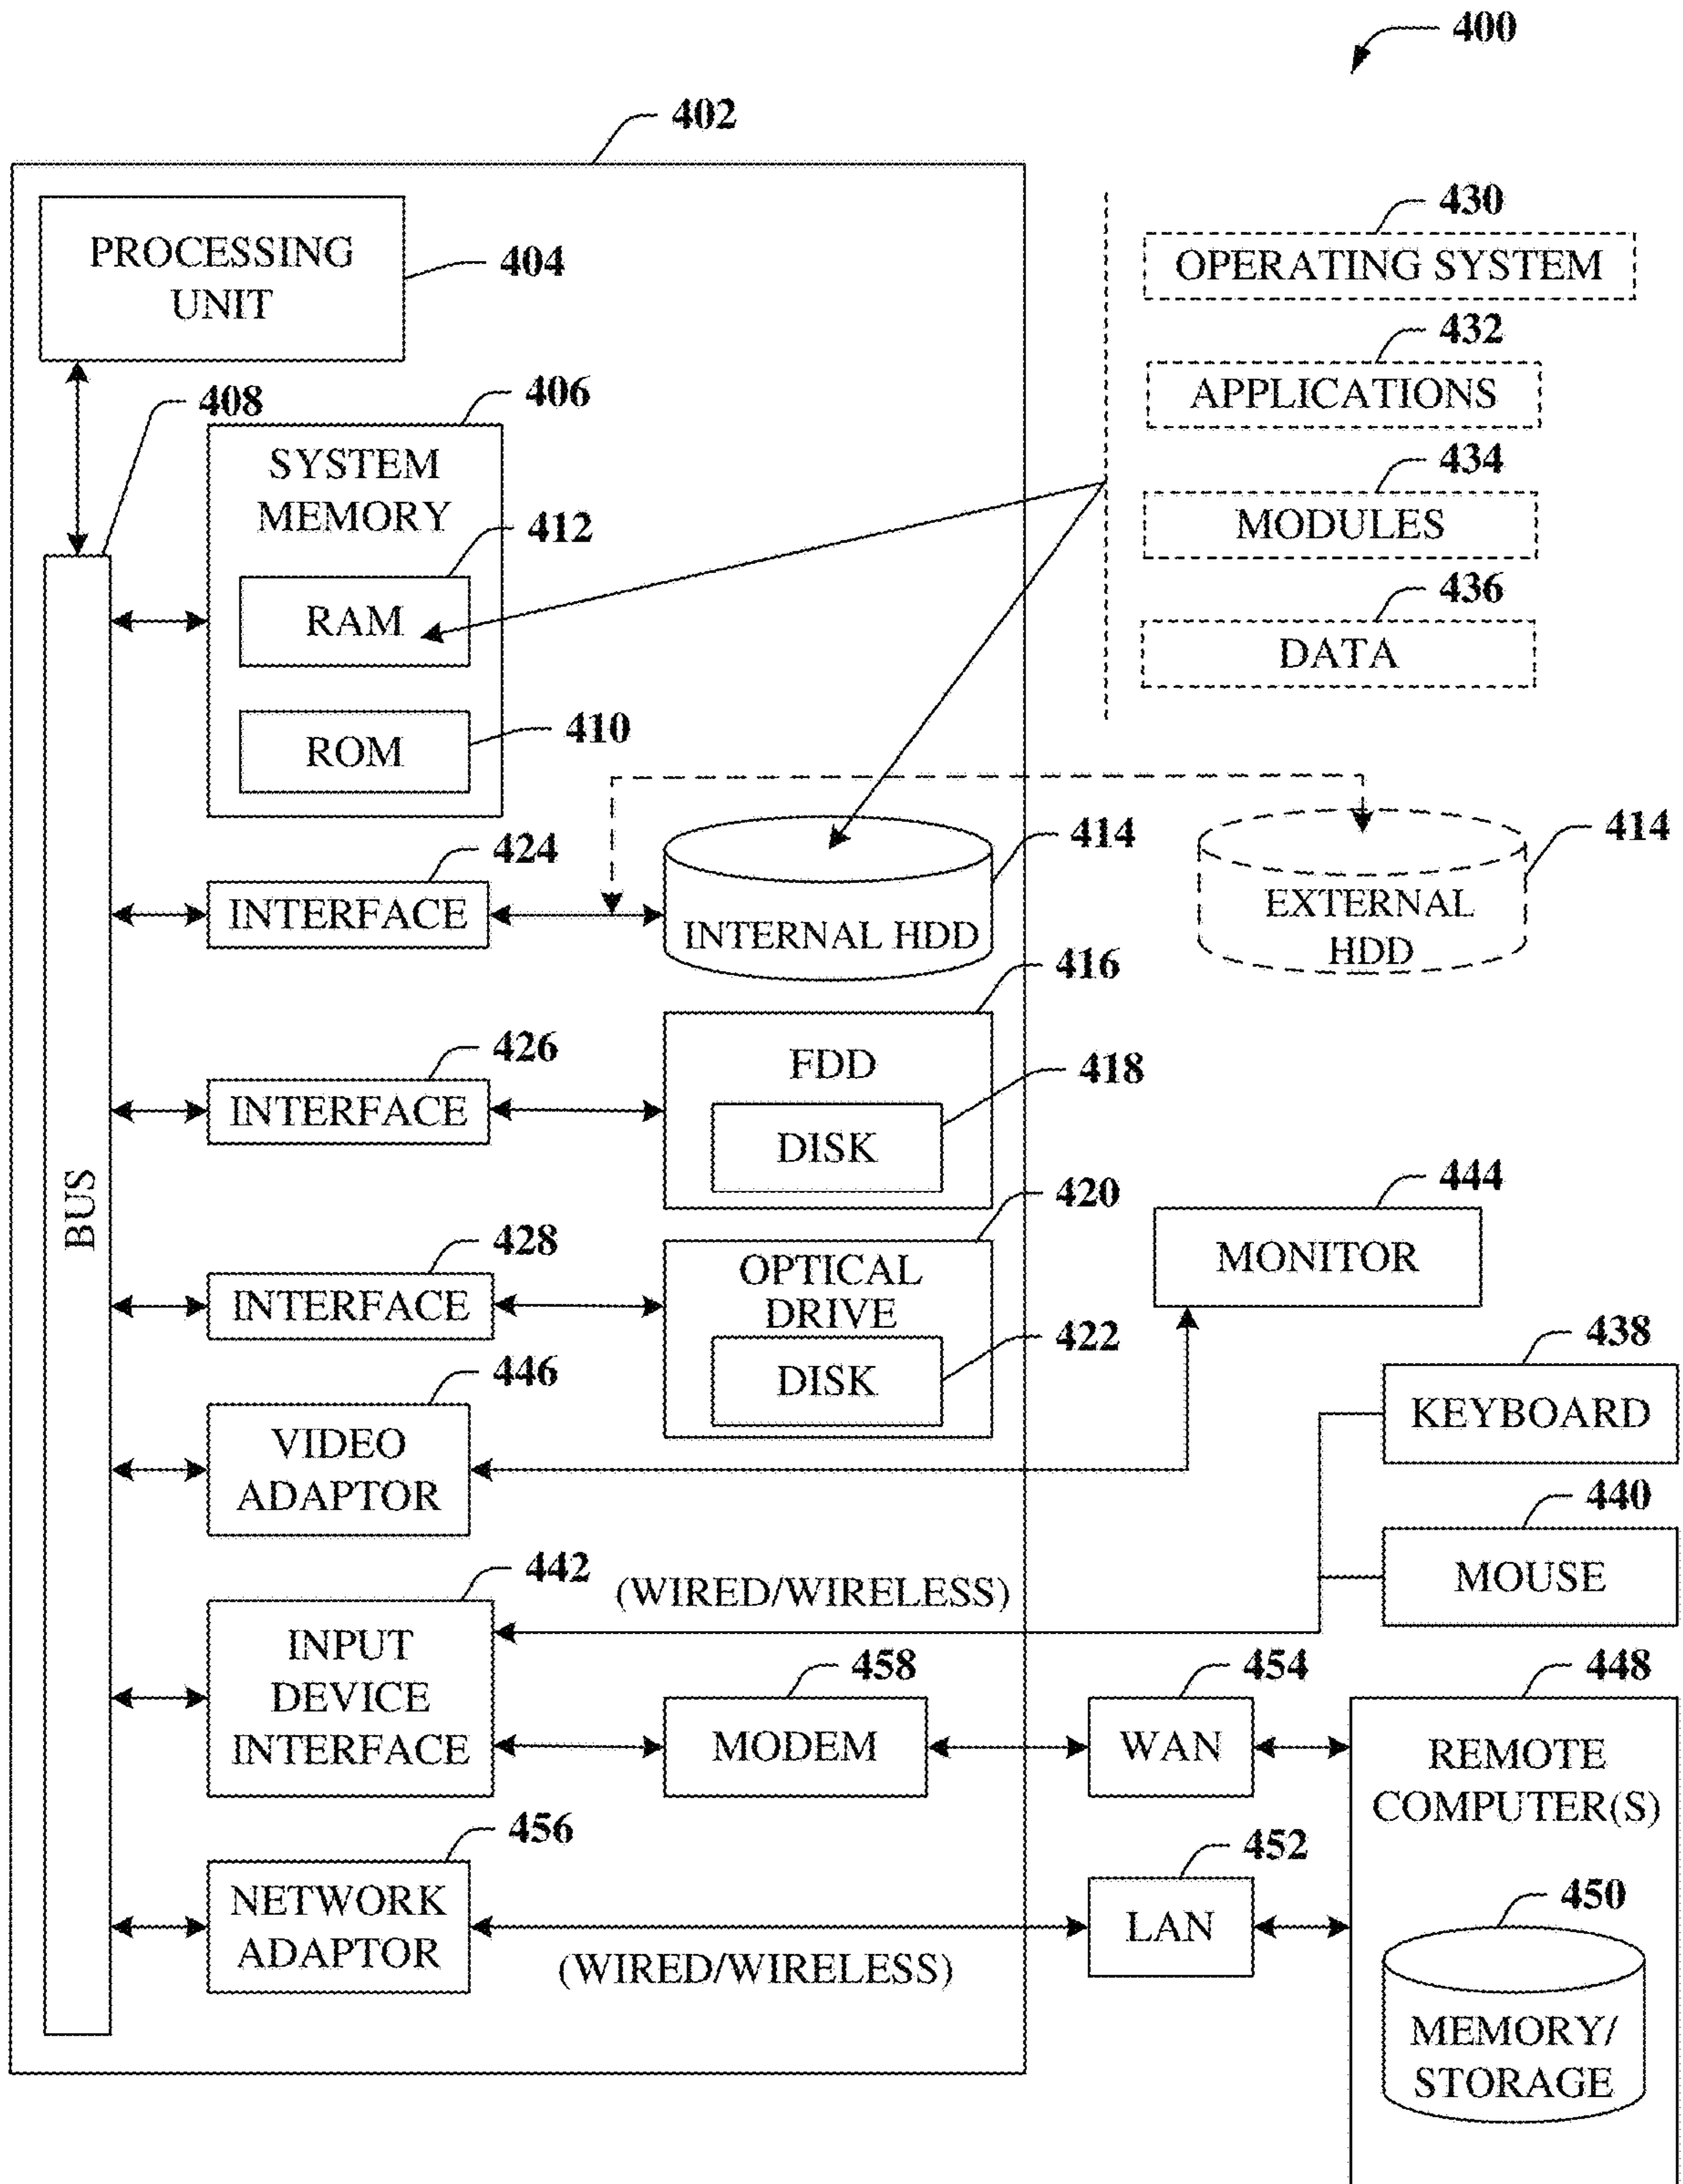 400
402
PROCESSING
UNIT
404
430
OPERATING SYSTEM
432
APPLICATIONS
408
406
SYSTEM
MEMORY
434
MODULES
412
RAM
436
DATA
410
ROM
424
INTERFACE
414
INTERNAL HDD
414
EXTERNAL
HDD
416
FDD
426
INTERFACE
418
DISK
BUS
420
OPTICAL
DRIVE
428
INTERFACE
422
DISK
444
MONITOR
438
KEYBOARD
446
VIDEO
ADAPTOR
440
MOUSE
442
INPUT
DEVICE
INTERFACE
(WIRED/WIRELESS)
458
MODEM
454
WAN
448
REMOTE
COMPUTER(S)
456
NETWORK
ADAPTOR
(WIRED/WIRELESS)
452
LAN
450
MEMORY/
STORAGE